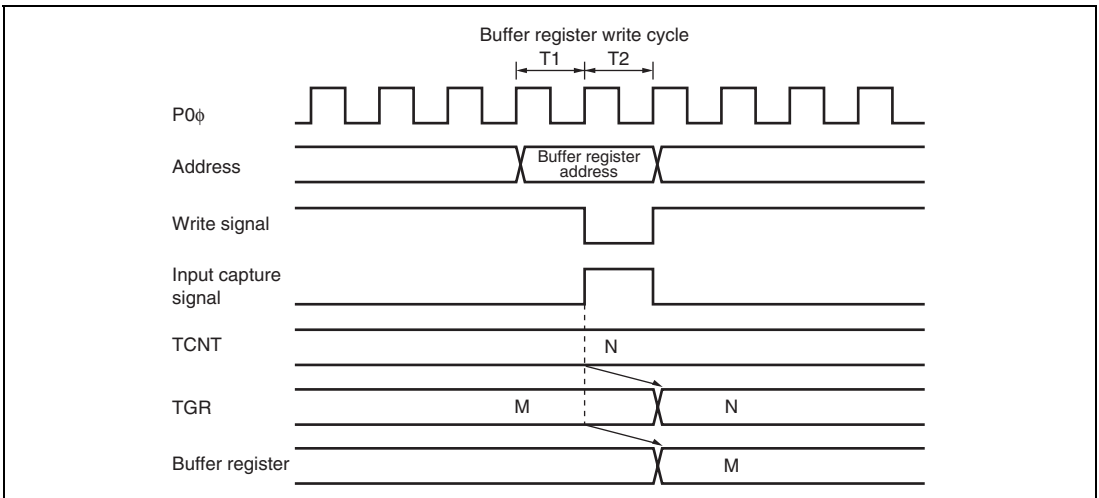 Buffer register write cycle
T1 T2
P0ϕ
Address
Buffer register
address
Write signal
Input capture
signal
TCNT
N
TGR
M
N
Buffer register
M